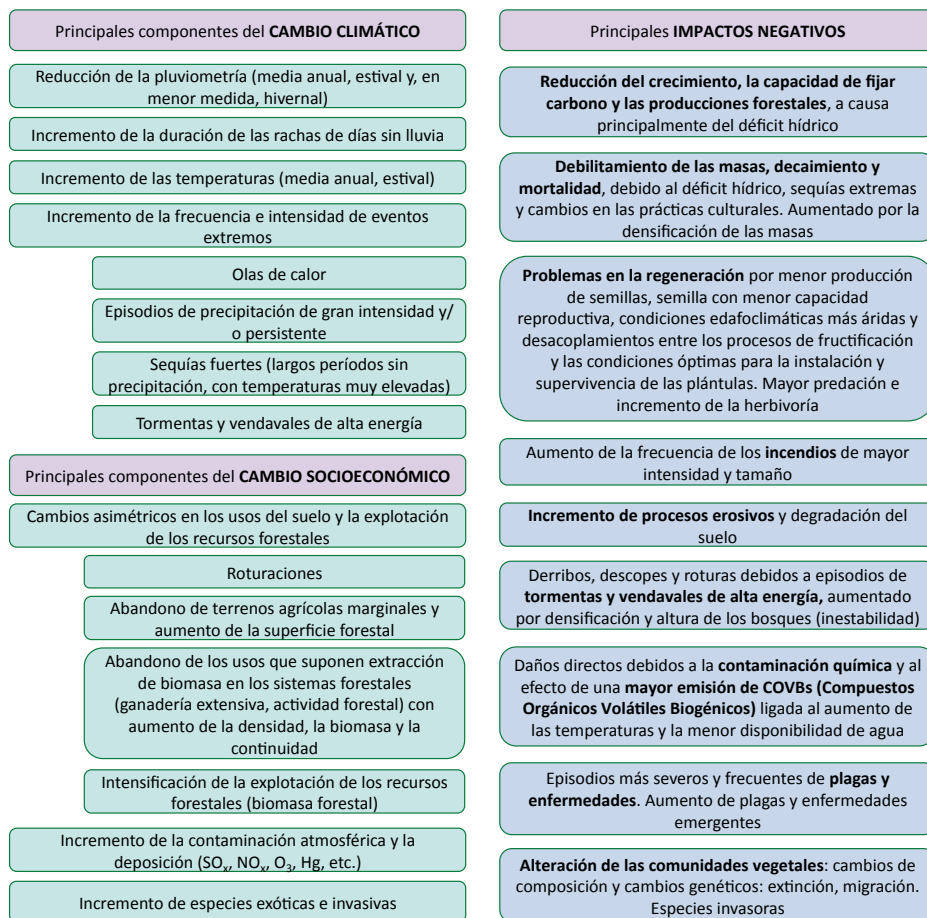 Principales componentes del CAMBIO CLIMÁTICO
Reducción de la pluviometría (media anual, estival y, en
menor medida, hivernal)
Incremento de la duración de las rachas de días sin lluvia
Incremento de las temperaturas (media anual, estival)
Incremento de la frecuencia e intensidad de eventos
extremos
Olas de calor
Episodios de precipitación de gran intensidad y/
o persistente
Sequías fuertes (largos períodos sin
precipitación, con temperaturas muy elevadas)
Tormentas y vendavales de alta energía
Principales componentes del CAMBIO SOCIOECONÓMICO
Cambios asimétricos en los usos del suelo y la explotación
de los recursos forestales
Roturaciones
Abandono de terrenos agrícolas marginales y
aumento de la superficie forestal
Abandono de los usos que suponen extracción
de biomasa en los sistemas forestales
(ganadería extensiva, actividad forestal) con
aumento de la densidad, la biomasa y la
continuidad
Intensificación de la explotación de los recursos
forestales (biomasa forestal)
Incremento de la contaminación atmosférica y la
deposición (SOx, NOx, O3, Hg, etc.)
Incremento de especies exóticas e invasivas
Principales IMPACTOS NEGATIVOS
Reducción del crecimiento, la capacidad de fijar
carbono y las producciones forestales, a causa
principalmente del déficit hídrico
Debilitamiento de las masas, decaimiento y
mortalidad, debido al déficit hídrico, sequías extremas
y cambios en las prácticas culturales. Aumentado por la
densificación de las masas
Problemas en la regeneración por menor producción
de semillas, semilla con menor capacidad
reproductiva, condiciones edafoclimáticas más áridas y
desacoplamientos entre los procesos de fructificación
y las condiciones óptimas para la instalación y
supervivencia de las plántulas. Mayor predación e
incremento de la herbivoría
Aumento de la frecuencia de los incendios de mayor
intensidad y tamaño
Incremento de procesos erosivos y degradación del
suelo
Derribos, descopes y roturas debidos a episodios de
tormentas y vendavales de alta energía, aumentado
por densificación y altura de los bosques (inestabilidad)
Daños directos debidos a la contaminación química y al
efecto de una mayor emisión de COVBs (Compuestos
Orgánicos Volátiles Biogénicos) ligada al aumento de
las temperaturas y la menor disponibilidad de agua
Episodios más severos y frecuentes de plagas y
enfermedades. Aumento de plagas y enfermedades
emergentes
Alteración de las comunidades vegetales: cambios de
composición y cambios genéticos: extinción, migración.
Especies invasoras